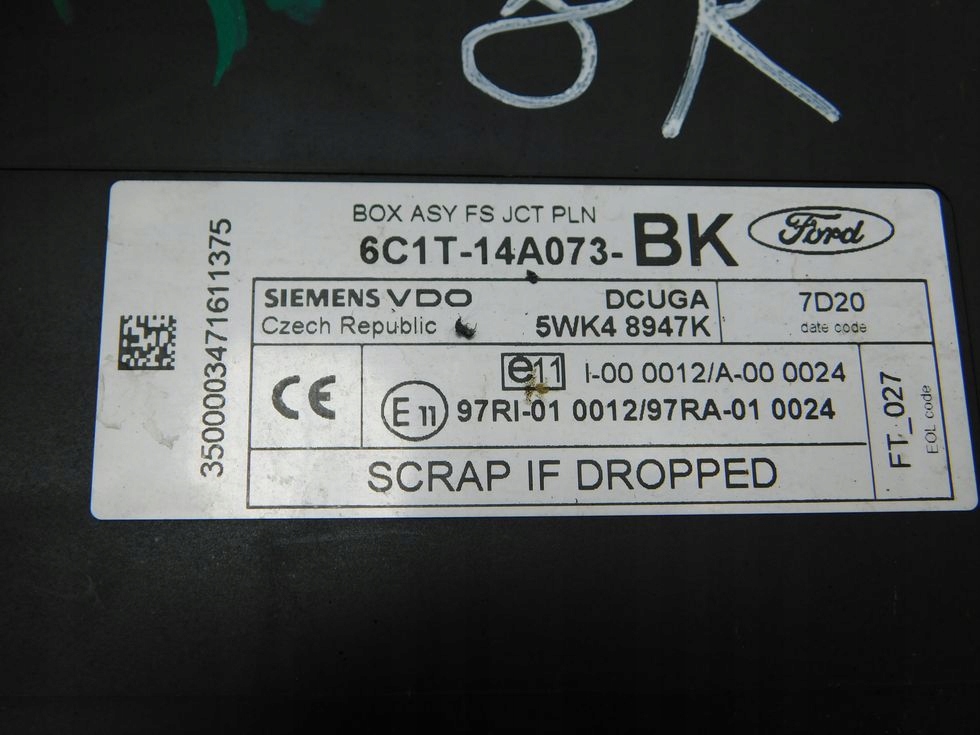 8K
BOX ASY FS JCT PLN
6C1T-14A073-BK
Ford
SIEMENS VDO
Czech Republic
DCUGA
5WK4 8947K
7D20
date code
e11 I-00 0012/A-00 0024
CE
E11 97RI-01 0012/97RA-01 0024
SCRAP IF DROPPED
FT_027
EOL code
3500003471611375